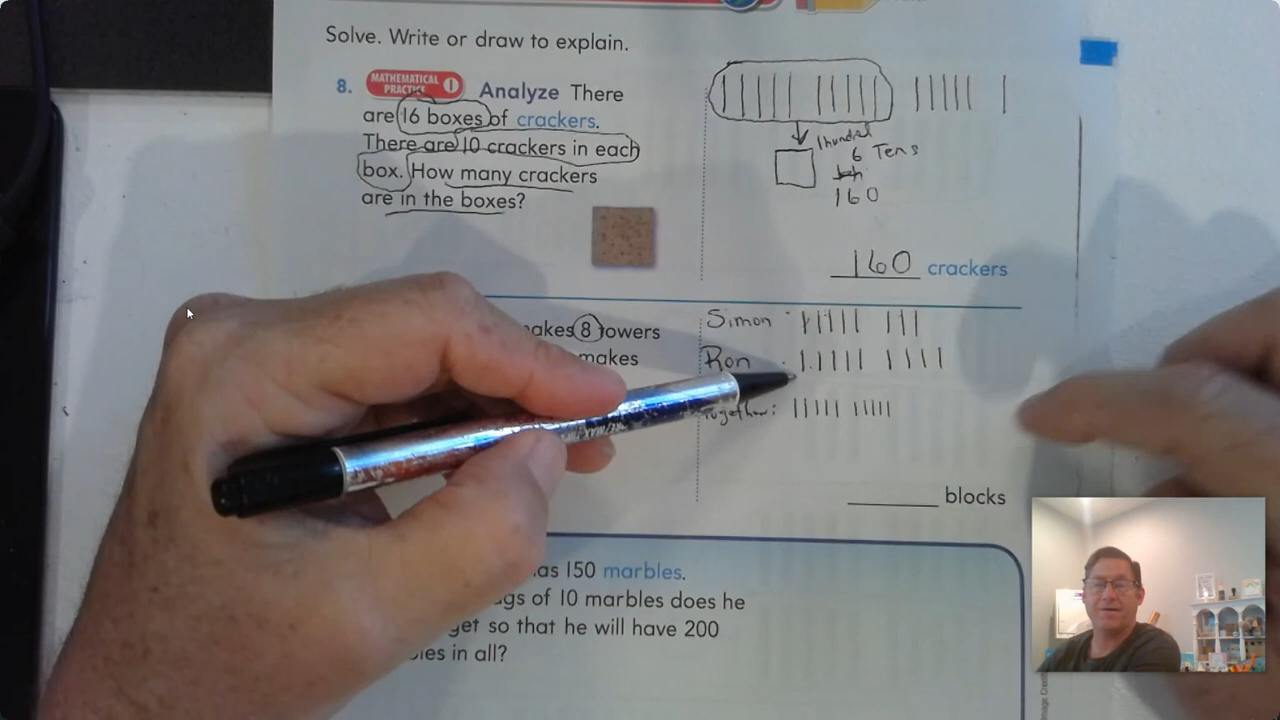 Solve. Write or draw to explain.
8. MATHEMATICAL PRACTICE 1 Analyze There
are 16 boxes of crackers.
There are 10 crackers in each
box. How many crackers
are in the boxes?
1 hundred
6 Tens
160
160 crackers
makes 8 towers
makes
Simon
Ron
Together:
blocks
has 150 marbles.
of 10 marbles does he
get so that he will have 200
in all?